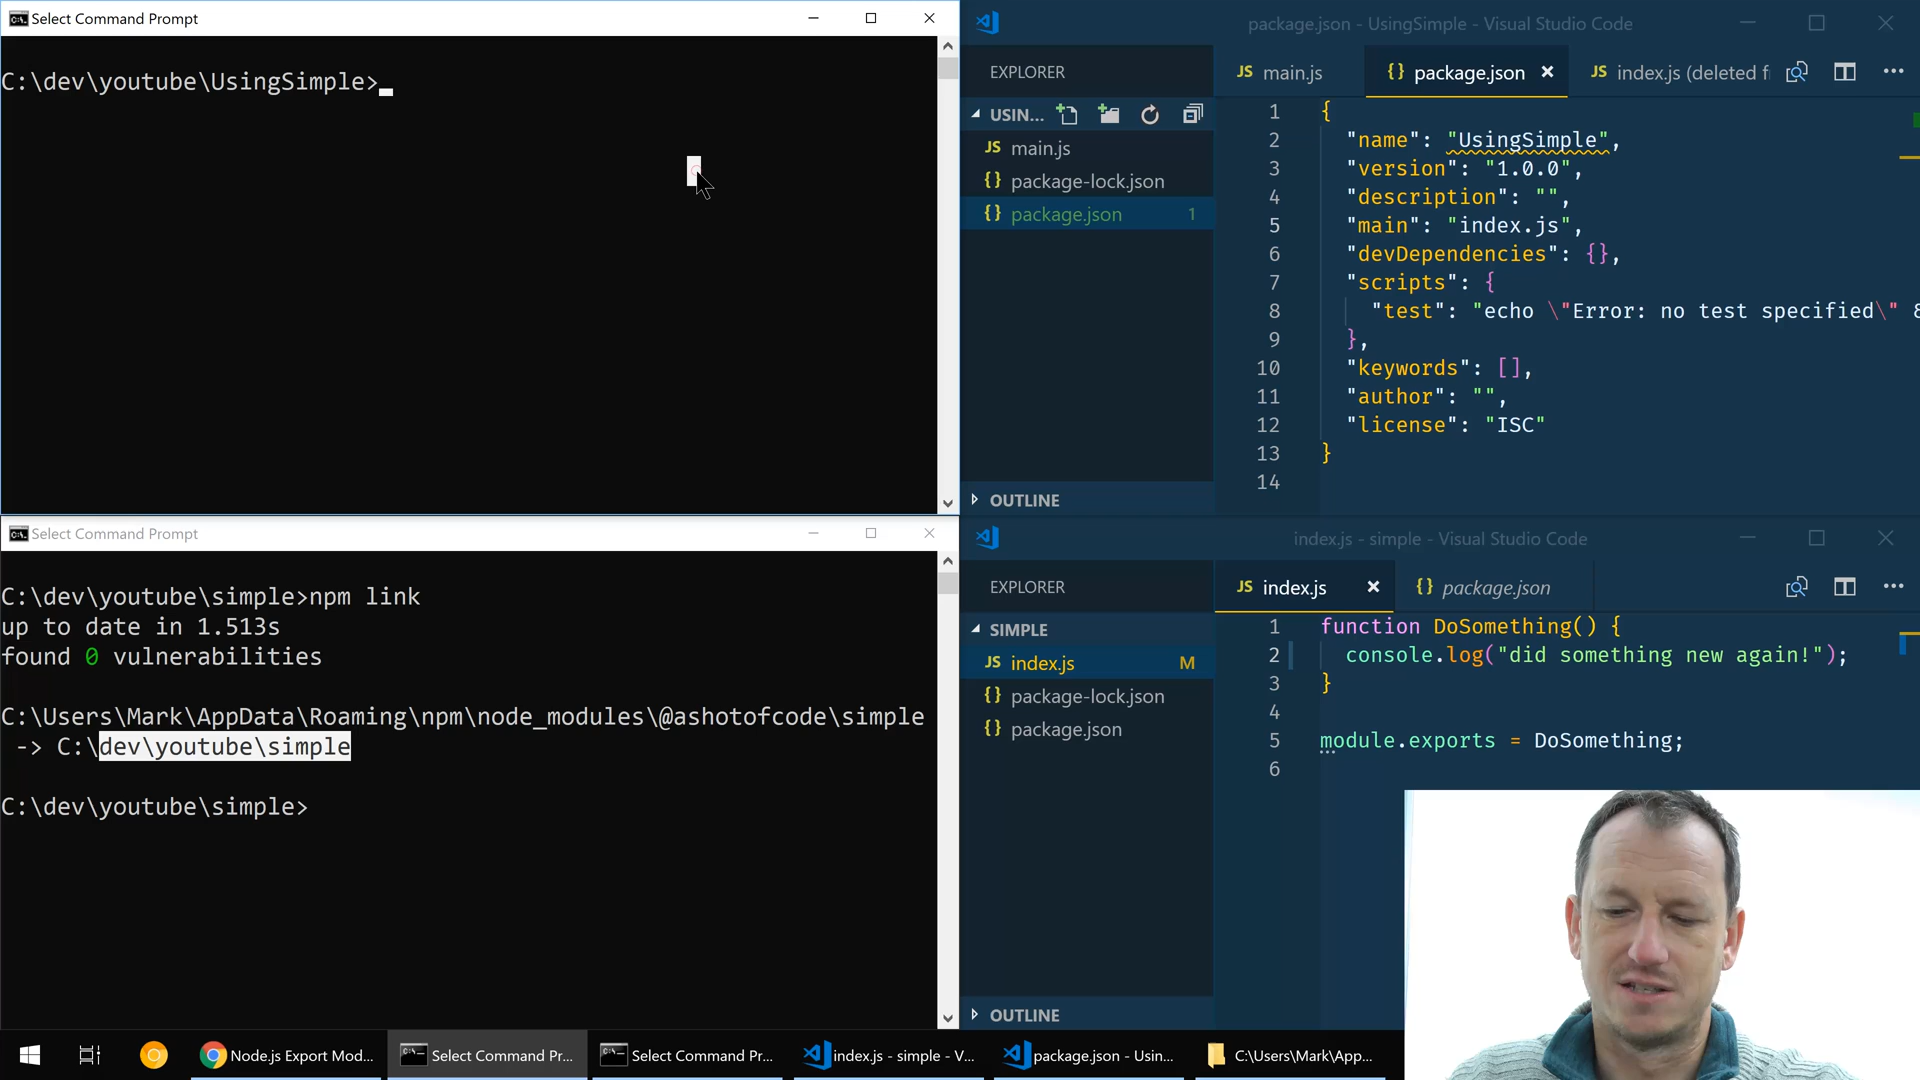 Select Command Prompt
C:\dev\youtube\UsingSimple>
package.json - UsingSimple - Visual Studio Code
EXPLORER
main.js
package.json
index.js (deleted f
USIN...
main.js
package-lock.json
package.json 1
OUTLINE
1 {
2 "name": "UsingSimple",
3 "version": "1.0.0",
4 "description": "",
5 "main": "index.js",
6 "devDependencies": {},
7 "scripts": {
8 "test": "echo \"Error: no test specified\" &
9 },
10 "keywords": [],
11 "author": "",
12 "license": "ISC"
13 }
14
Select Command Prompt
C:\dev\youtube\simple>npm link
up to date in 1.513s
found 0 vulnerabilities
C:\Users\Mark\AppData\Roaming\npm\node_modules\@ashotofcode\simple
-> C:\dev\youtube\simple
C:\dev\youtube\simple>
index.js - simple - Visual Studio Code
EXPLORER
index.js
package.json
SIMPLE
index.js M
package-lock.json
package.json
OUTLINE
1 function DoSomething() {
2 console.log("did something new again!");
3 }
4
5 module.exports = DoSomething;
6
Node.js Export Mod...
Select Command Pr...
Select Command Pr...
index.js - simple - V...
package.json - Usin...
C:\Users\Mark\App...